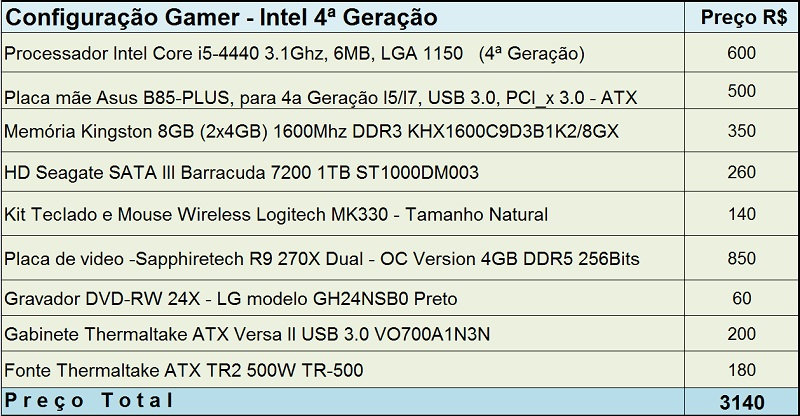 Configuração Gamer - Intel 4ª Geração Preço R$
Processador Intel Core i5-4440 3.1Ghz, 6MB, LGA 1150 (4ª Geração) 600
Placa mãe Asus B85-PLUS, para 4a Geração I5/I7, USB 3.0, PCI_x 3.0 - ATX 500
Memória Kingston 8GB (2x4GB) 1600Mhz DDR3 KHX1600C9D3B1K2/8GX 350
HD Seagate SATA III Barracuda 7200 1TB ST1000DM003 260
Kit Teclado e Mouse Wireless Logitech MK330 - Tamanho Natural 140
Placa de video -Sapphiretech R9 270X Dual - OC Version 4GB DDR5 256Bits 850
Gravador DVD-RW 24X - LG modelo GH24NSB0 Preto 60
Gabinete Thermaltake ATX Versa II USB 3.0 VO700A1N3N 200
Fonte Thermaltake ATX TR2 500W TR-500 180
Preço Total 3140